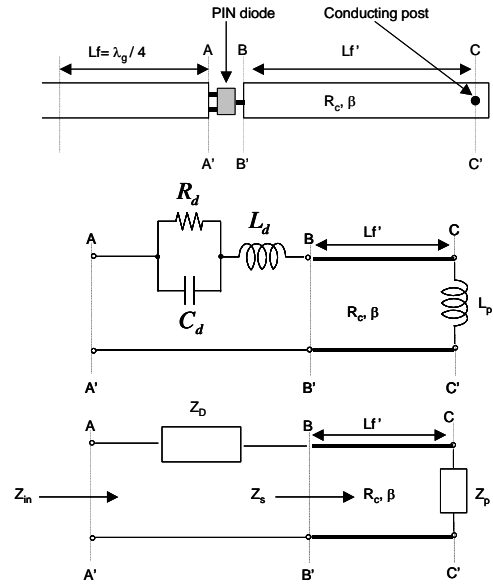 PIN diode
Conducting post
Lf= λg / 4
A
B
Lf'
C
Rc, β
A'
B'
C'
Rd
Ld
Cd
A
B
Lf'
C
Rc, β
Lp
A'
B'
C'
ZD
A
B
Lf'
C
Zin
Zs
Rc, β
Zp
A'
B'
C'